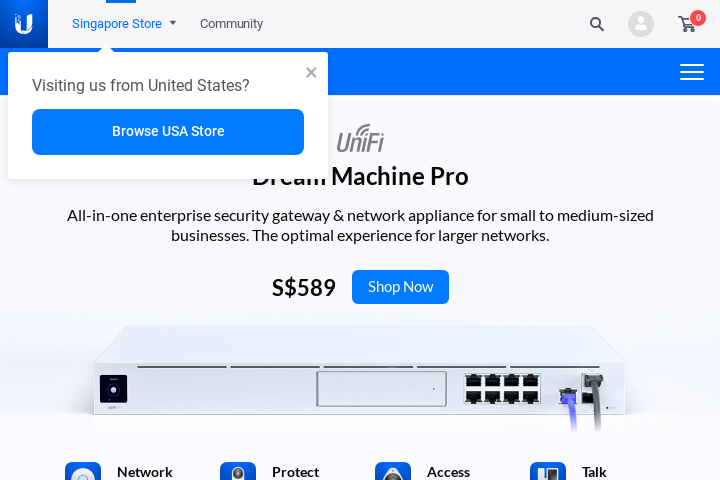 Singapore Store
Community
0
Visiting us from United States?
Browse USA Store
UniFi
Dream Machine Pro
All-in-one enterprise security gateway & network appliance for small to medium-sized
businesses. The optimal experience for larger networks.
S$589
Shop Now
Network
Protect
Access
Talk